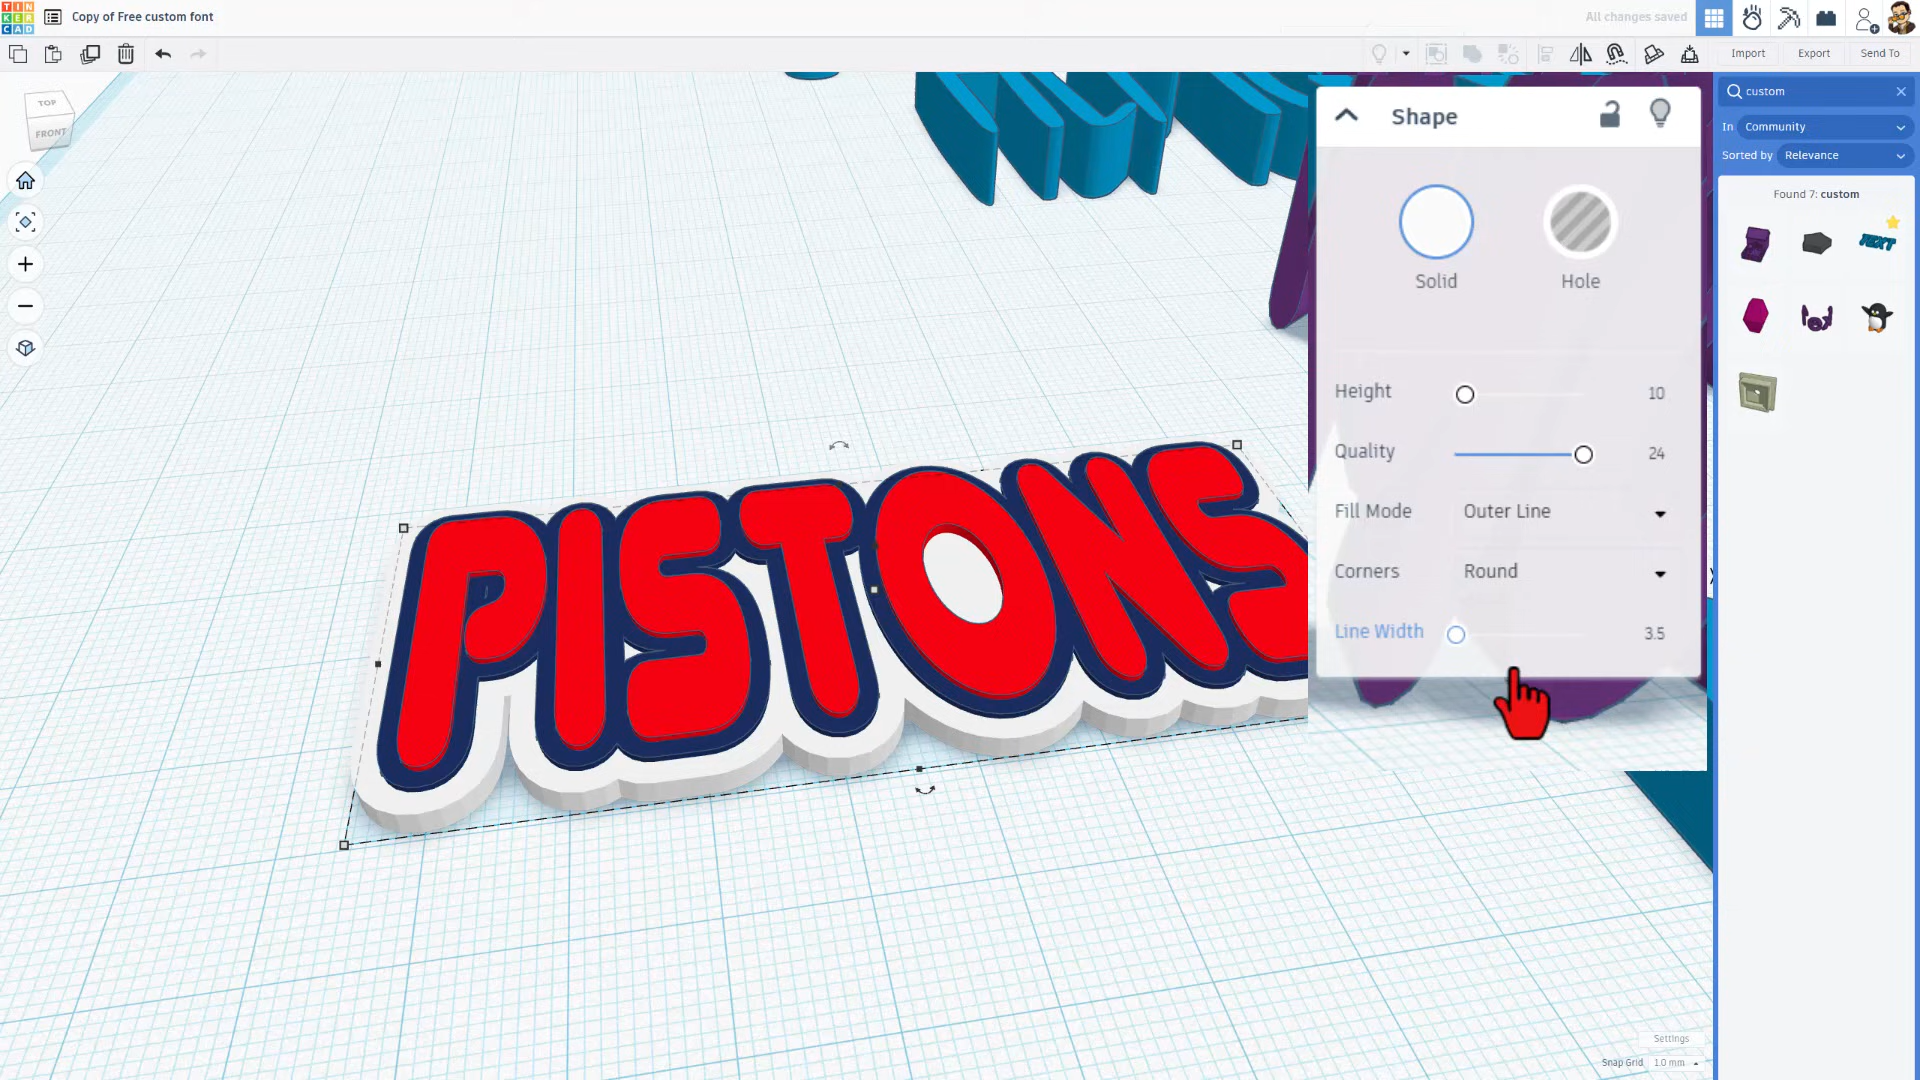 TIN
KER
CAD
Copy of Free custom font
All changes saved
Import
Export
Send To
TOP
FRONT
Shape
Solid
Hole
Height
10
Quality
24
Fill Mode
Outer Line
Corners
Round
Line Width
3.5
custom
In
Community
Sorted by
Relevance
Found 7: custom
TEXT
PISTONS
Settings
Snap Grid
1.0 mm